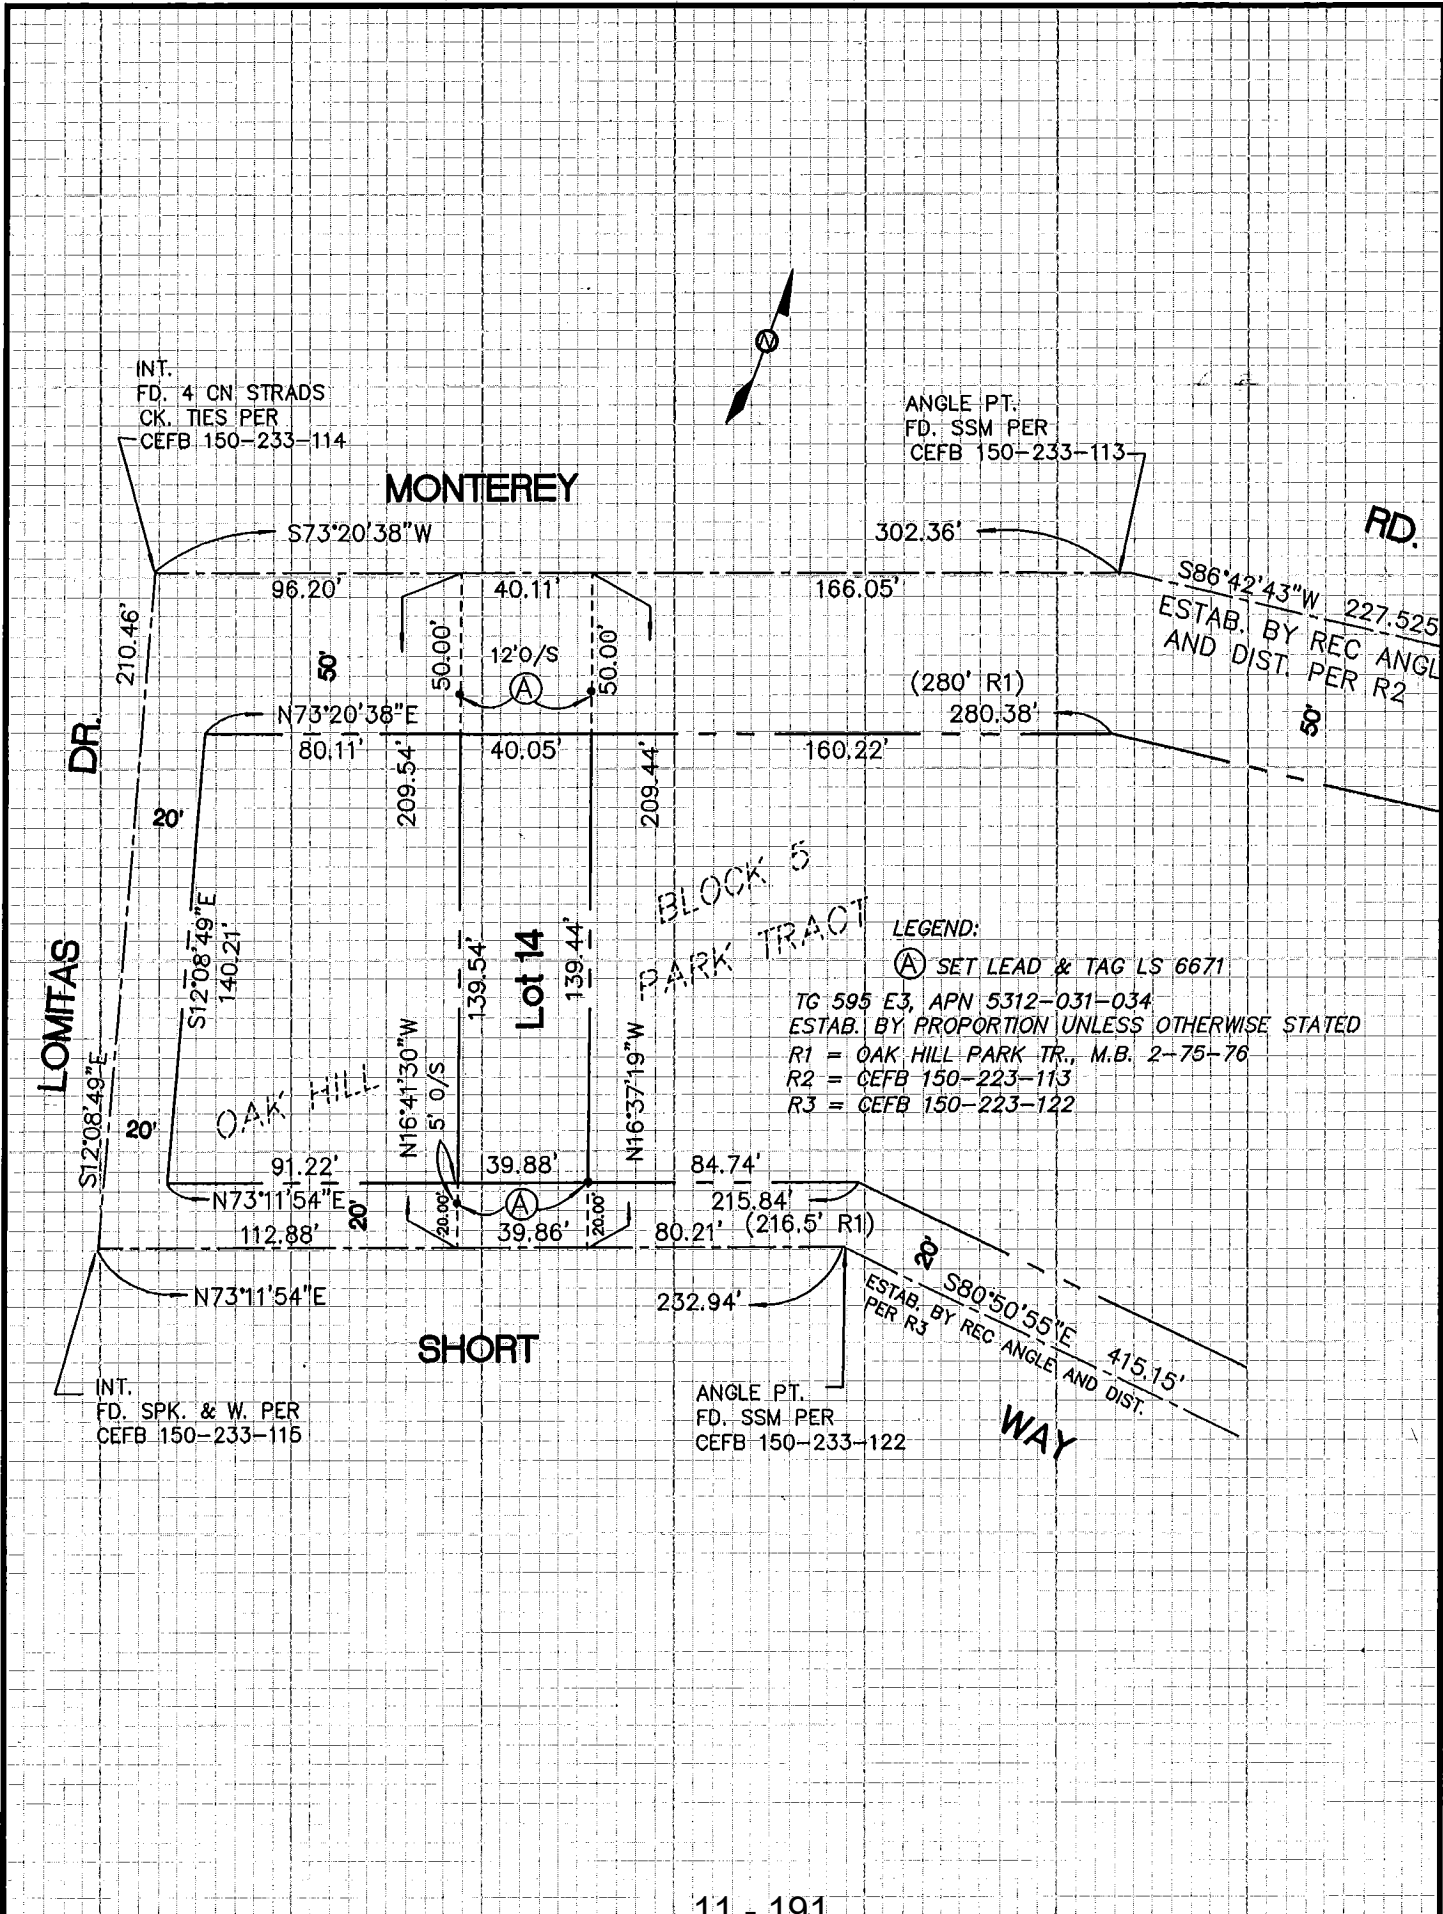 INT.
FD. 4 CN STRADS
CK. TIES PER
CEFB 150-233-114
N
ANGLE PT.
FD. SSM PER
CEFB 150-233-113
MONTEREY
RD.
S73°20'38"W
302.36'
96.20'
40.11'
166.05'
S86°42'43"W 227.525
ESTAB. BY REC ANGL
AND DIST. PER R2
210.46'
50'
50.00'
12'O/S
A
50.00'
(280' R1)
280.38'
50'
N73°20'38"E
80.11'
40.05'
160.22'
DR.
20'
209.54'
209.44'
BLOCK 5
PARK TRACT
LOMITAS
S12°08'49"E
140.21'
139.54'
Lot 14
139.44'
LEGEND:
A SET LEAD & TAG LS 6671
TG 595 E3, APN 5312-031-034
ESTAB. BY PROPORTION UNLESS OTHERWISE STATED
R1 = OAK HILL PARK TR., M.B. 2-75-76
R2 = CEFB 150-223-113
R3 = CEFB 150-223-122
S12°08'49"E
20'
OAK HILL
N16°41'30"W
5' O/S
N16°37'19"W
91.22'
39.88'
84.74'
N73°11'54"E
20'
20.00'
A
20.00'
215.84'
(216.5' R1)
112.88'
39.86'
80.21'
20'
N73°11'54"E
232.94'
S80°50'55"E 415.15'
ESTAB. BY REC ANGLE AND DIST.
PER R3
SHORT
WAY
INT.
FD. SPK. & W. PER
CEFB 150-233-115
ANGLE PT.
FD. SSM PER
CEFB 150-233-122
11 - 191